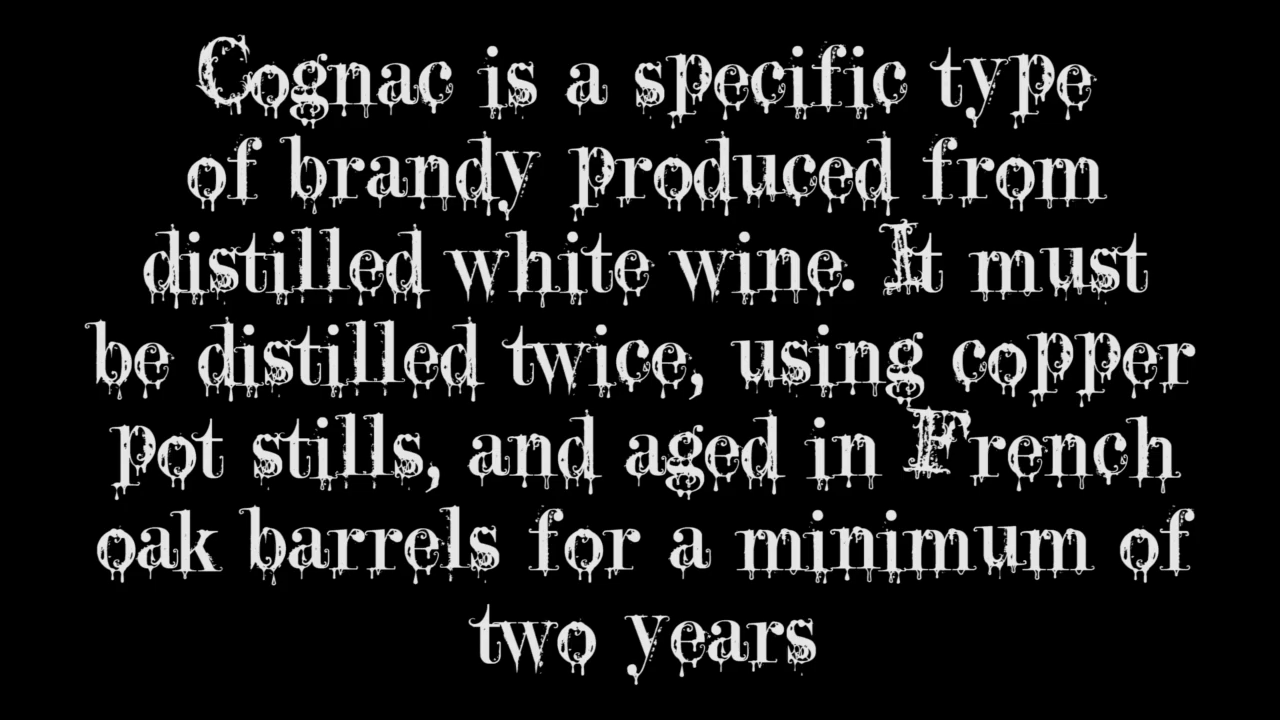 Cognac is a specific type
of brandy produced from
distilled white wine. It must
be distilled twice, using copper
pot stills, and aged in French
oak barrels for a minimum of
two years